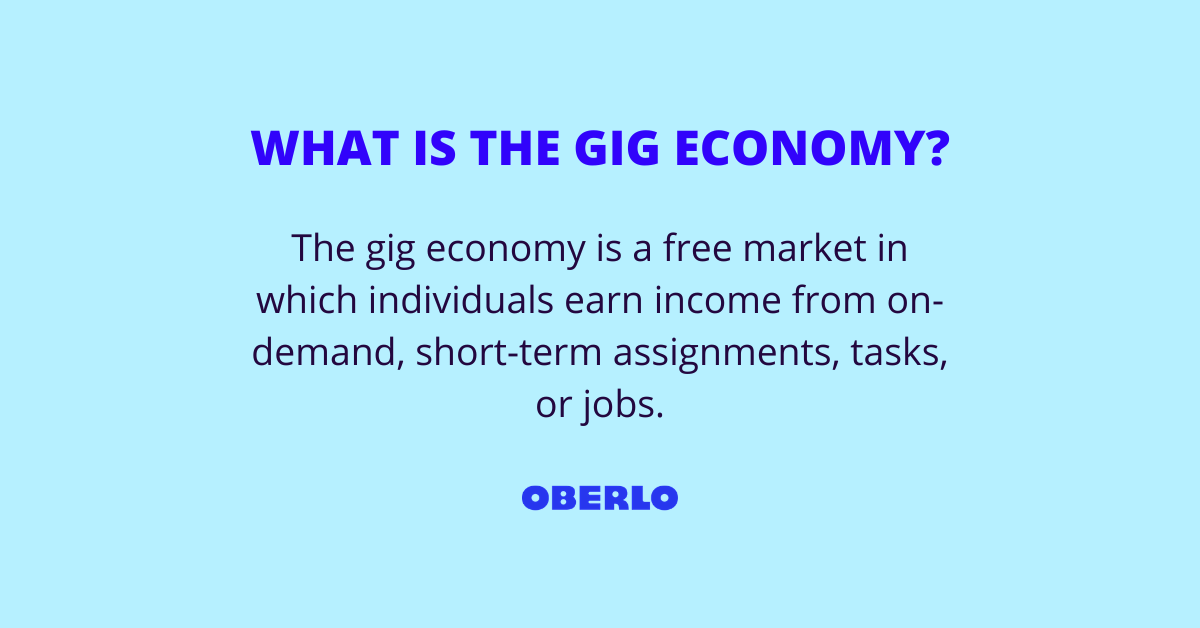 WHAT IS THE GIG ECONOMY?
The gig economy is a free market in
which individuals earn income from on-
demand, short-term assignments, tasks,
or jobs.
OBERLO